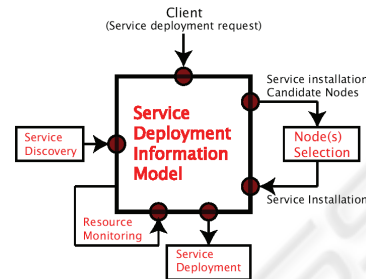 Client
(Service deployment request)
Service installation
Candidate Nodes
Service
Deployment
Information
Model
Service
Discovery
Node(s)
Selection
Service Installation
Resource
Monitoring
Service
Deployment